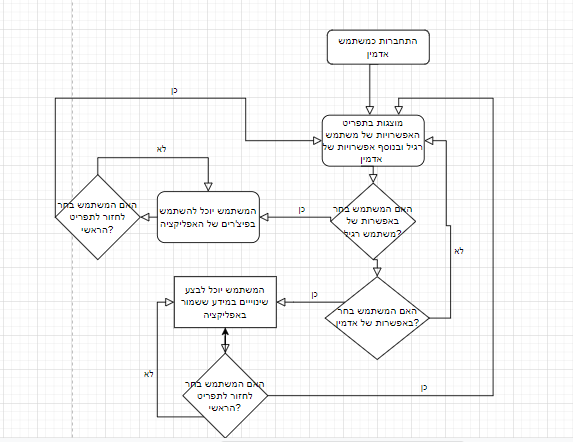 התחברות כמשתמש
אדמין
כן
מוצגות בתפריט
האפשרויות של משתמש
רגיל ובנוסף אפשרויות של
אדמין
לא
האם המשתמש בחר
לחזור לתפריט
הראשי?
המשתמש יוכל להשתמש
בפיצ'רים של האפליקציה
כן
האם המשתמש בחר
באפשרות של
משתמש רגיל?
לא
המשתמש יוכל לבצע
שינויייים במידע ששמור
באפליקציה
כן
האם המשתמש בחר
באפשרות של אדמין?
לא
האם המשתמש בחר
לחזור לתפריט
הראשי?
כן